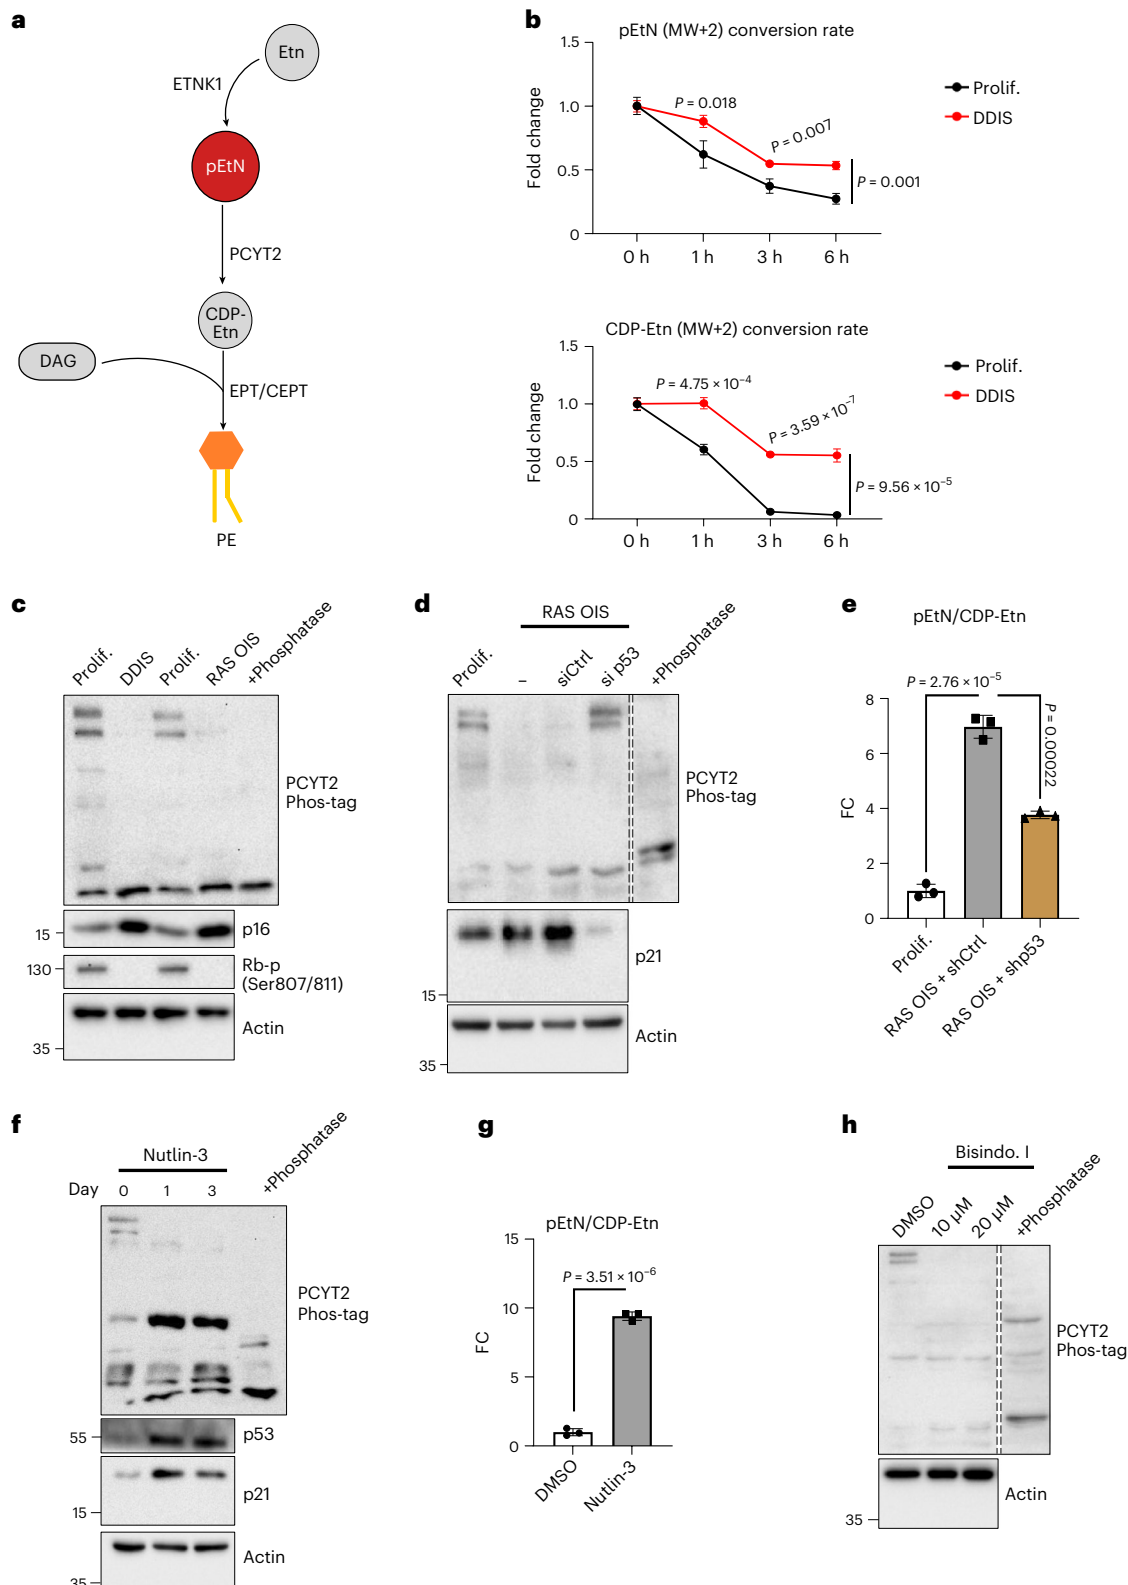 a
Etn
ETNK1
pEtN
PCYT2
CDP-
Etn
DAG
EPT/CEPT
PE
b
pEtN (MW+2) conversion rate
1.5
1.0
0.5
0
Fold change
P = 0.018
P = 0.007
P = 0.001
0 h
1 h
3 h
6 h
Prolif.
DDIS
CDP-Etn (MW+2) conversion rate
1.5
1.0
0.5
0
Fold change
P = 4.75 × 10⁻⁴
P = 3.59 × 10⁻⁷
P = 9.56 × 10⁻⁵
0 h
1 h
3 h
6 h
Prolif.
DDIS
c
Prolif.
DDIS
Prolif.
RAS OIS
+Phosphatase
PCYT2
Phos-tag
15
p16
130
Rb-p
(Ser807/811)
Actin
35
d
RAS OIS
Prolif.
–
siCtrl
si p53
+Phosphatase
PCYT2
Phos-tag
p21
15
Actin
35
e
pEtN/CDP-Etn
P = 2.76 × 10⁻⁵
P = 0.00022
8
6
4
2
0
FC
Prolif.
RAS OIS + shCtrl
RAS OIS + shp53
f
Nutlin-3
+Phosphatase
Day
0
1
3
PCYT2
Phos-tag
55
p53
p21
15
Actin
35
g
pEtN/CDP-Etn
15
10
5
0
FC
P = 3.51 × 10⁻⁶
DMSO
Nutlin-3
h
Bisindo. I
DMSO
10 µM
20 µM
+Phosphatase
PCYT2
Phos-tag
Actin
35